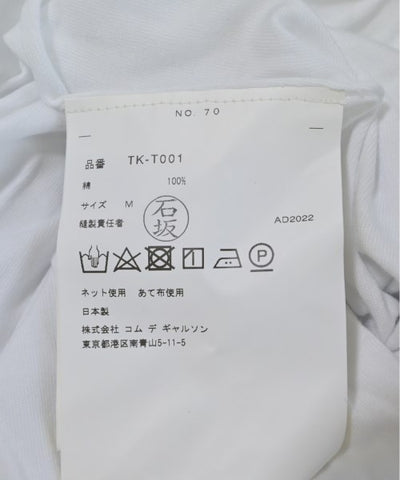 NO. 70
品番 TK-T001
綿 100%
サイズ M
縫製責任者 石坂 AD2022
P
ネット使用 あて布使用
日本製
株式会社 コム デ ギャルソン
東京都港区南青山5-11-5